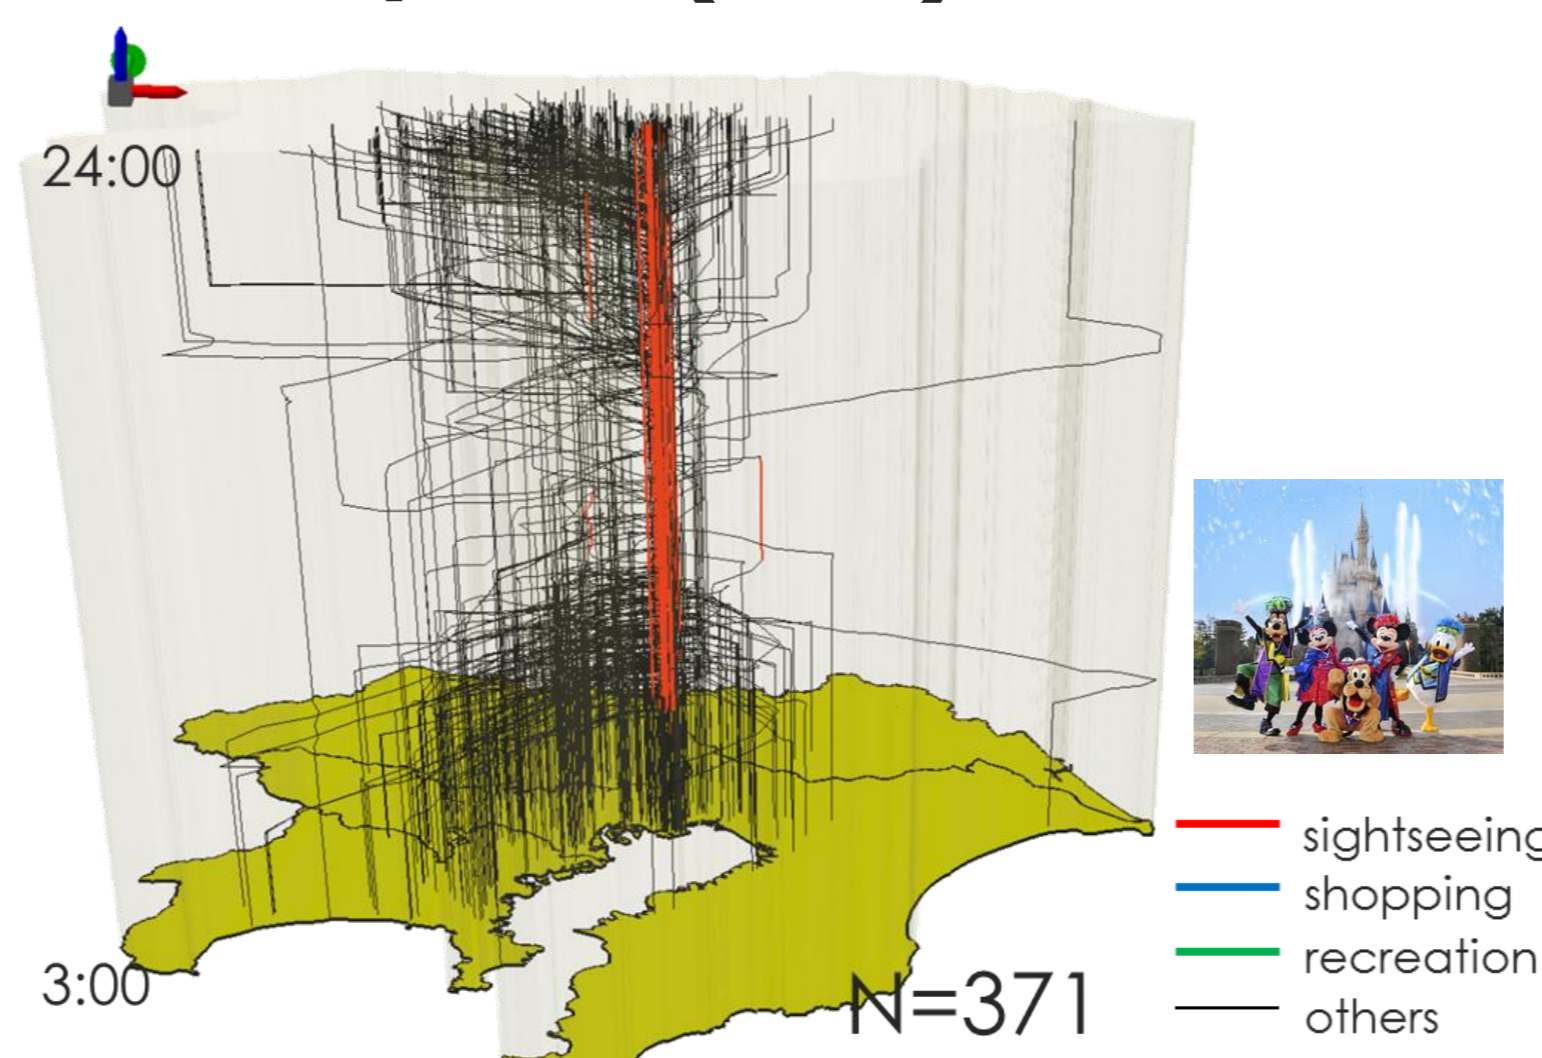 24:00
3:00
N=371
sightseeing
shopping
recreation
others